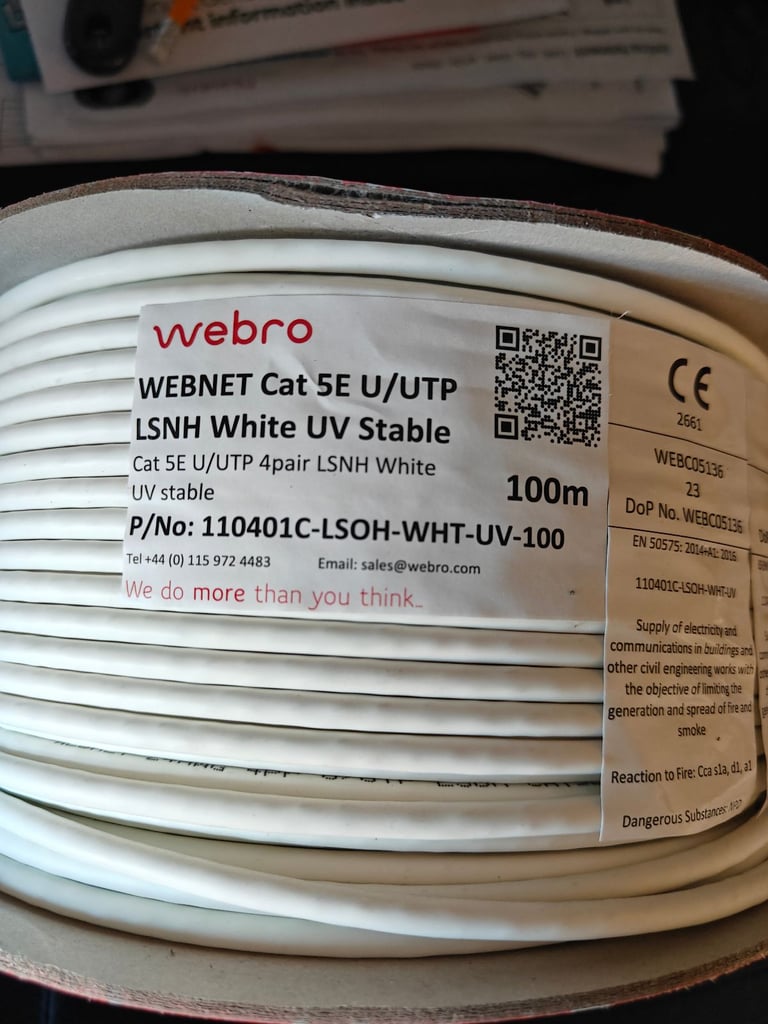 webro
WEBNET Cat 5E U/UTP
LSNH White UV Stable
Cat 5E U/UTP 4pair LSNH White
UV stable
100m
P/No: 110401C-LSOH-WHT-UV-100
Tel +44 (0) 115 972 4483 Email: sales@webro.com
We do more than you think...
CE
2661
WEBC05136
23
DoP No. WEBC05136
EN 50575: 2014+A1: 2016
110401C-LSOH-WHT-UV
Supply of electricity and
communications in buildings and
other civil engineering works with
the objective of limiting the
generation and spread of fire and
smoke
Reaction to Fire: Cca s1a, d1, a1
Dangerous Substances: NPD